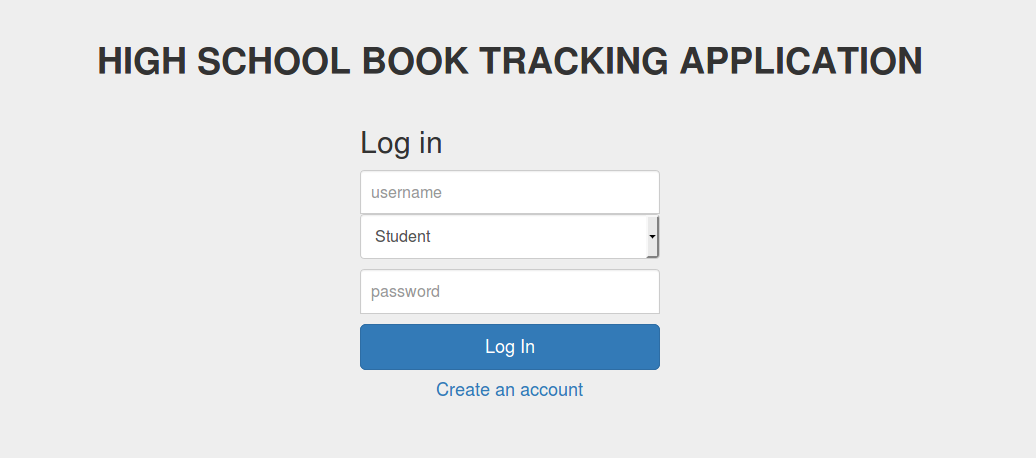 HIGH SCHOOL BOOK TRACKING APPLICATION
Log in
username
Student
password
Log In
Create an account